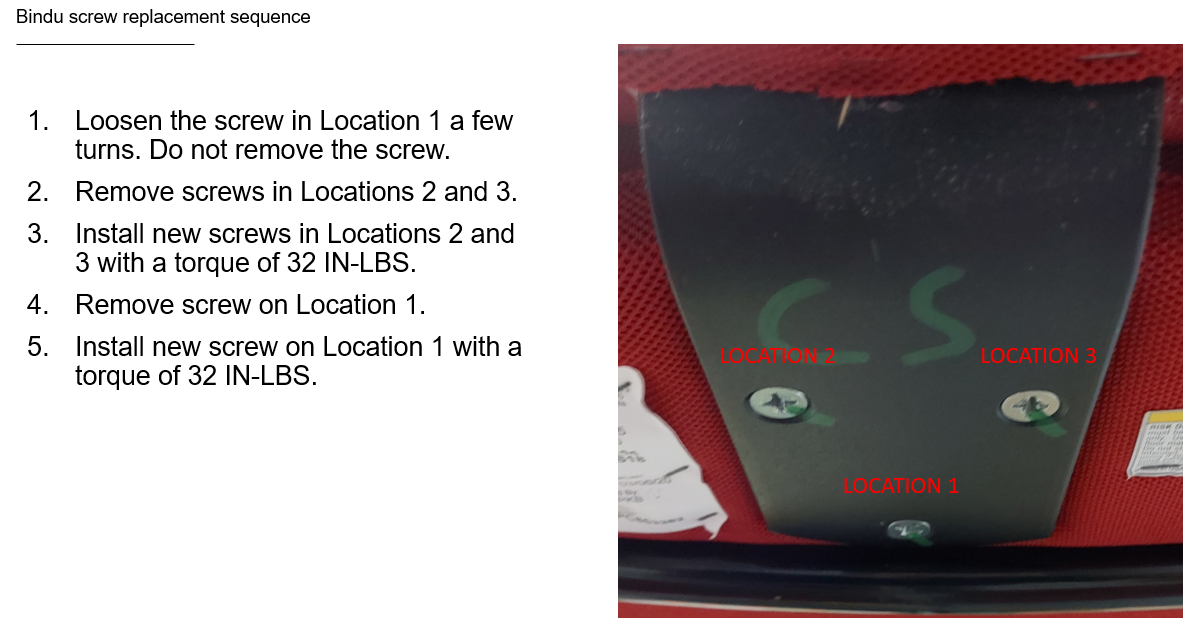 Bindu screw replacement sequence
1. Loosen the screw in Location 1 a few
turns. Do not remove the screw.
2. Remove screws in Locations 2 and 3.
3. Install new screws in Locations 2 and
3 with a torque of 32 IN-LBS.
4. Remove screw on Location 1.
5. Install new screw on Location 1 with a
torque of 32 IN-LBS.
CS
LOCATION 2
LOCATION 3
LOCATION 1